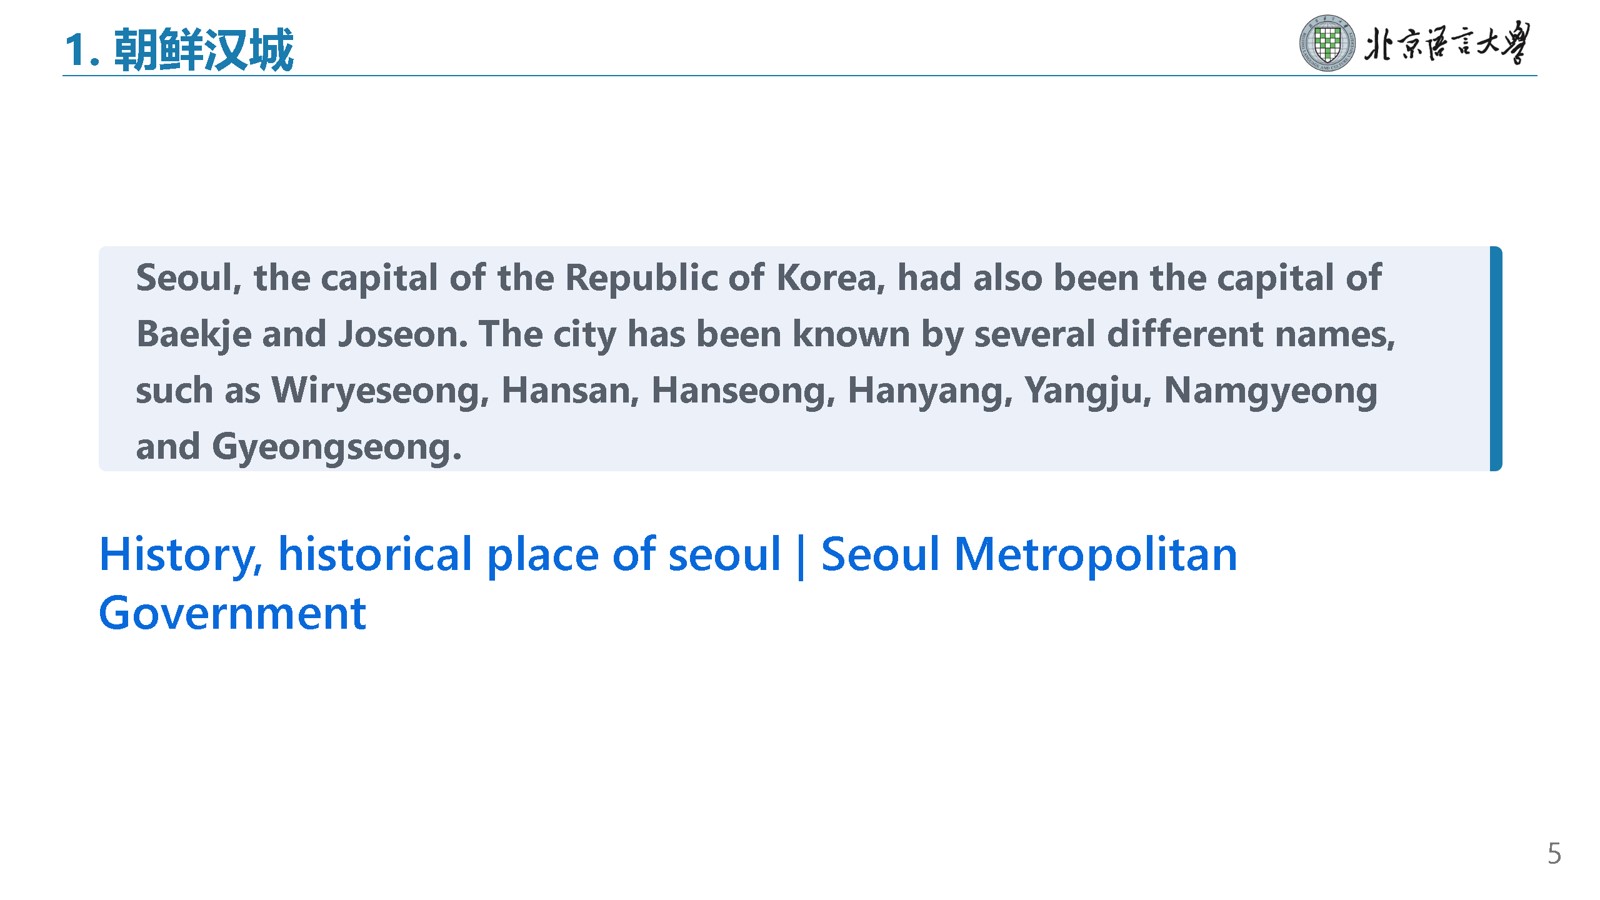 1. 朝鲜汉城
北京语言大学
Seoul, the capital of the Republic of Korea, had also been the capital of
Baekje and Joseon. The city has been known by several different names,
such as Wiryeseong, Hansan, Hanseong, Hanyang, Yangju, Namgyeong
and Gyeongseong.
History, historical place of seoul | Seoul Metropolitan
Government
5